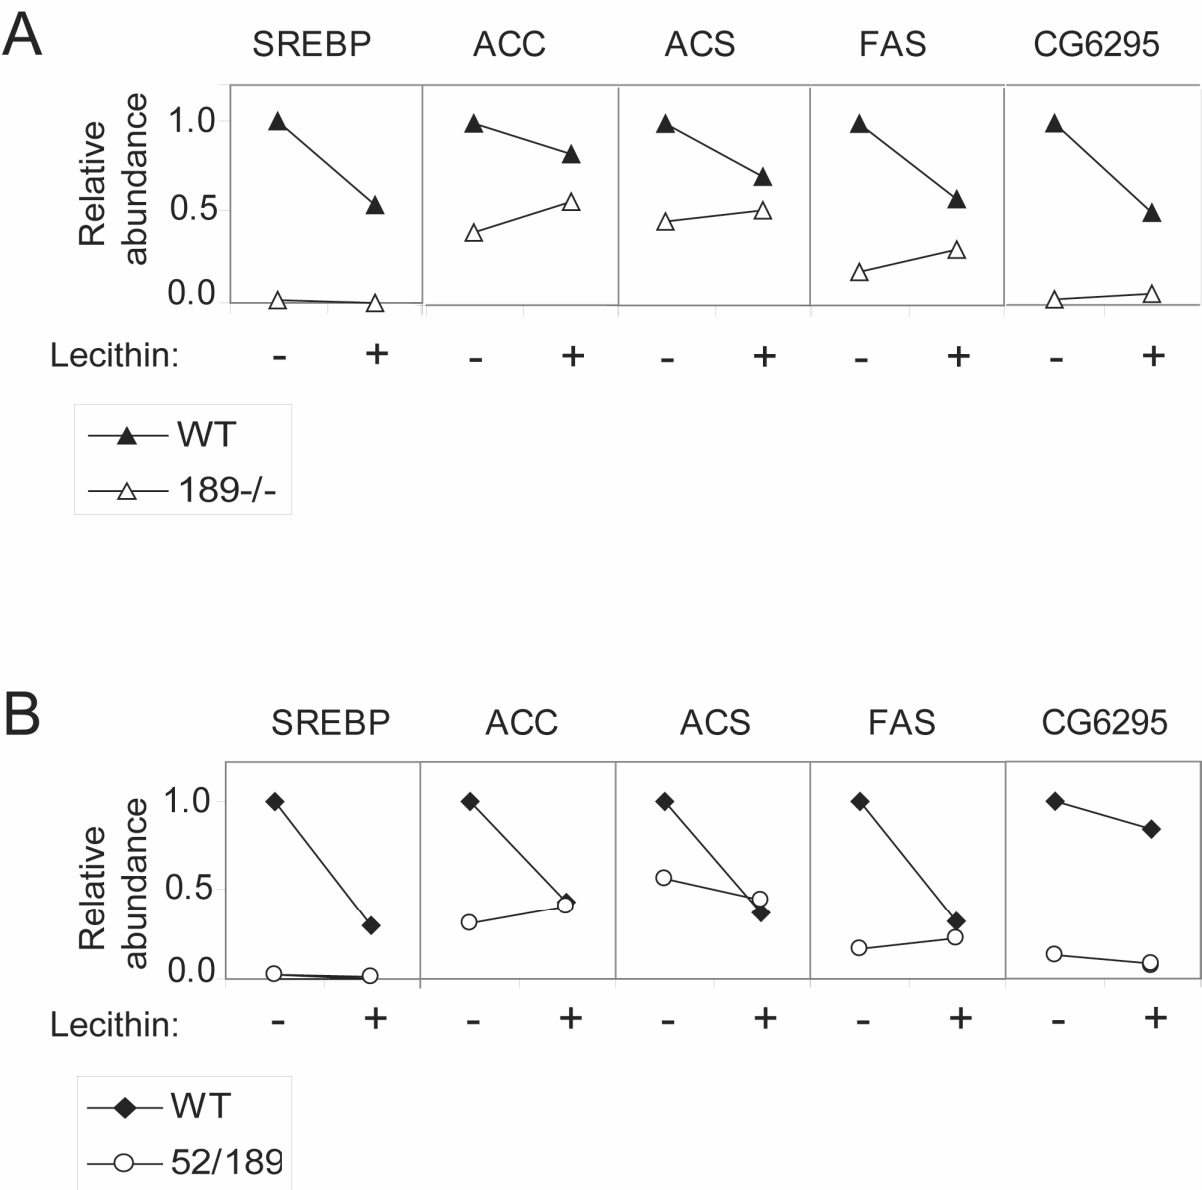 A
SREBP ACC ACS FAS CG6295
Relative abundance
1.0
0.5
0.0
Lecithin: - + - + - + - + - +
WT
189-/-
B
SREBP ACC ACS FAS CG6295
Relative abundance
1.0
0.5
0.0
Lecithin: - + - + - + - + - +
WT
52/189